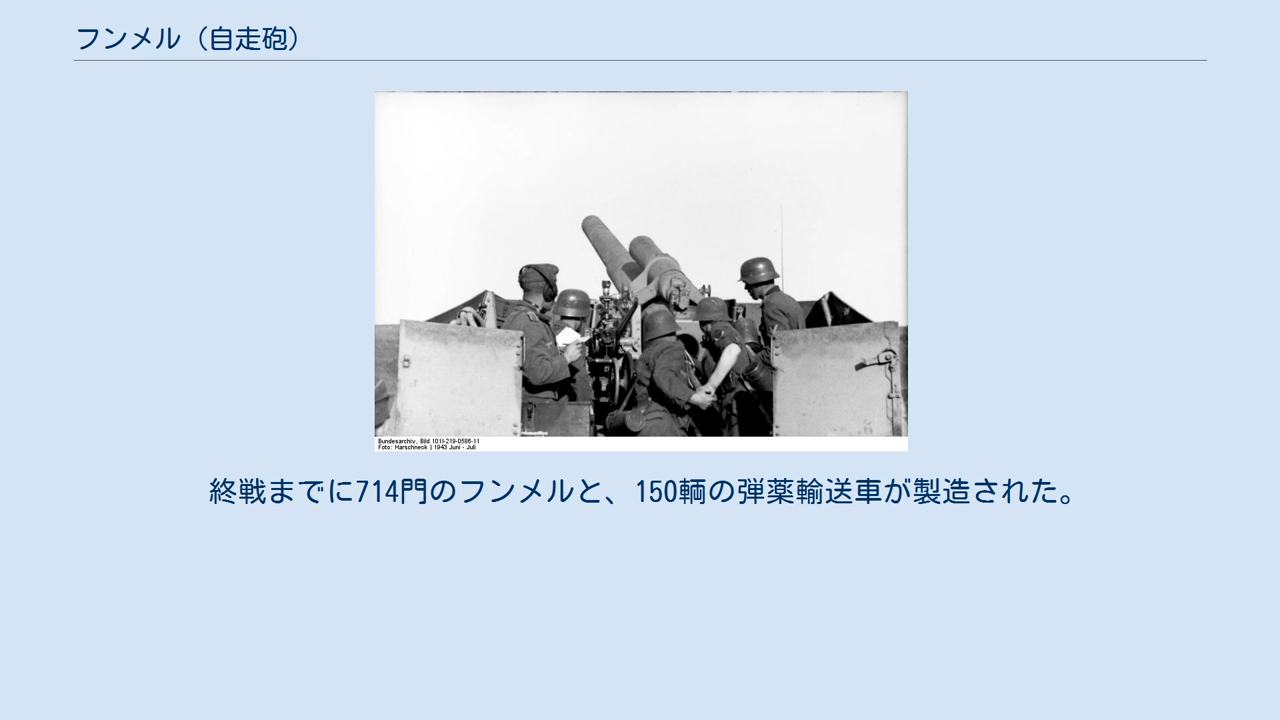 フンメル（自走砲）
Bundesarchiv, Bild 101I-219-0586-11
Foto: Harschneck | 1943 Juni - Juli
終戦までに714門のフンメルと、150輌の弾薬輸送車が製造された。